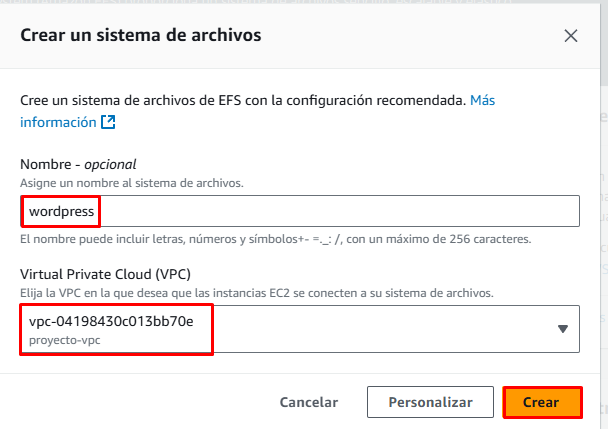 Crear un sistema de archivos
Cree un sistema de archivos de EFS con la configuración recomendada. Más
información
Nombre - opcional
Asigne un nombre al sistema de archivos.
wordpress
El nombre puede incluir letras, números y símbolos+- =._: /, con un máximo de 256 caracteres.
Virtual Private Cloud (VPC)
Elija la VPC en la que desea que las instancias EC2 se conecten a su sistema de archivos.
vpc-04198430c013bb70e
proyecto-vpc
Cancelar
Personalizar
Crear